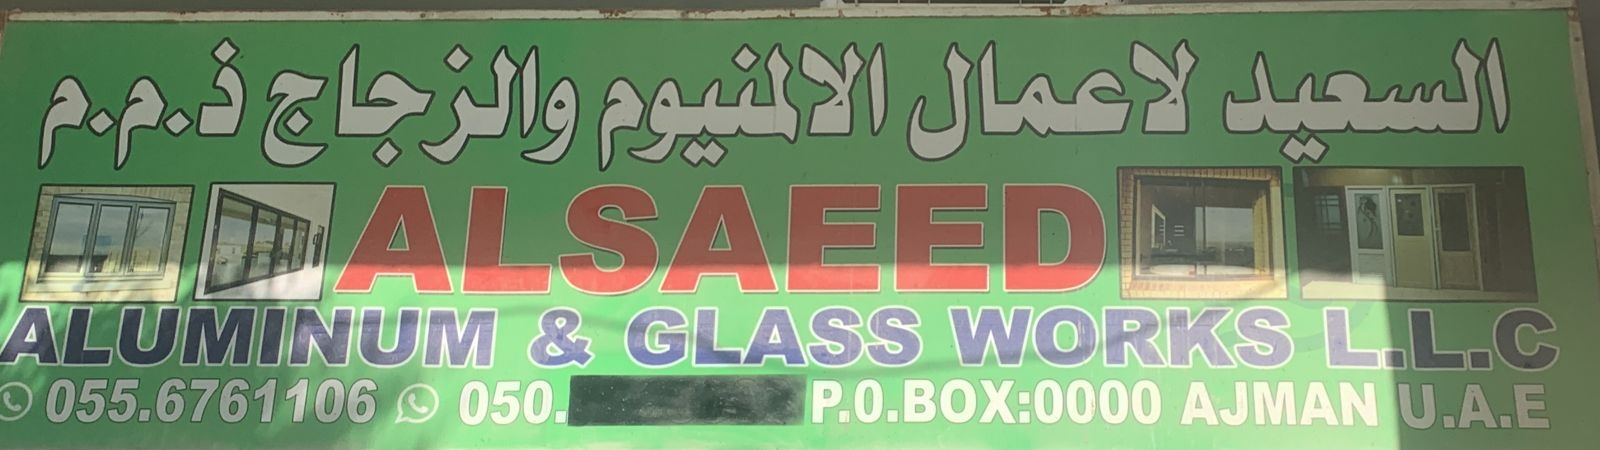 السعيد لاعمال الالمنيوم والزجاج ذ.م.م
ALSAEED
ALUMINUM & GLASS WORKS L.L.C
055.6761106 050. P.O.BOX:0000 AJMAN U.A.E